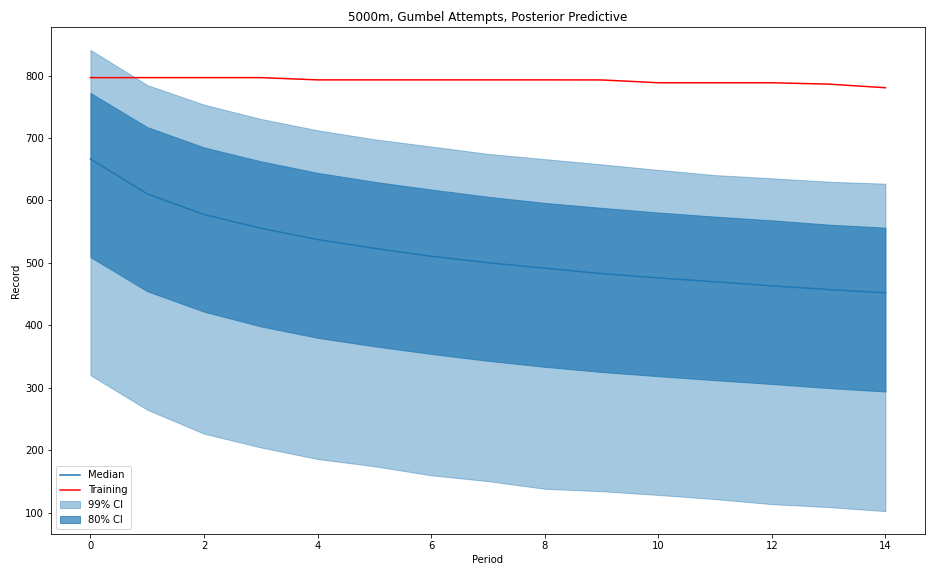 5000m, Gumbel Attempts, Posterior Predictive
Record
800
700
600
500
400
300
200
100
Median
Training
99% CI
80% CI
0 2 4 6 8 10 12 14
Period